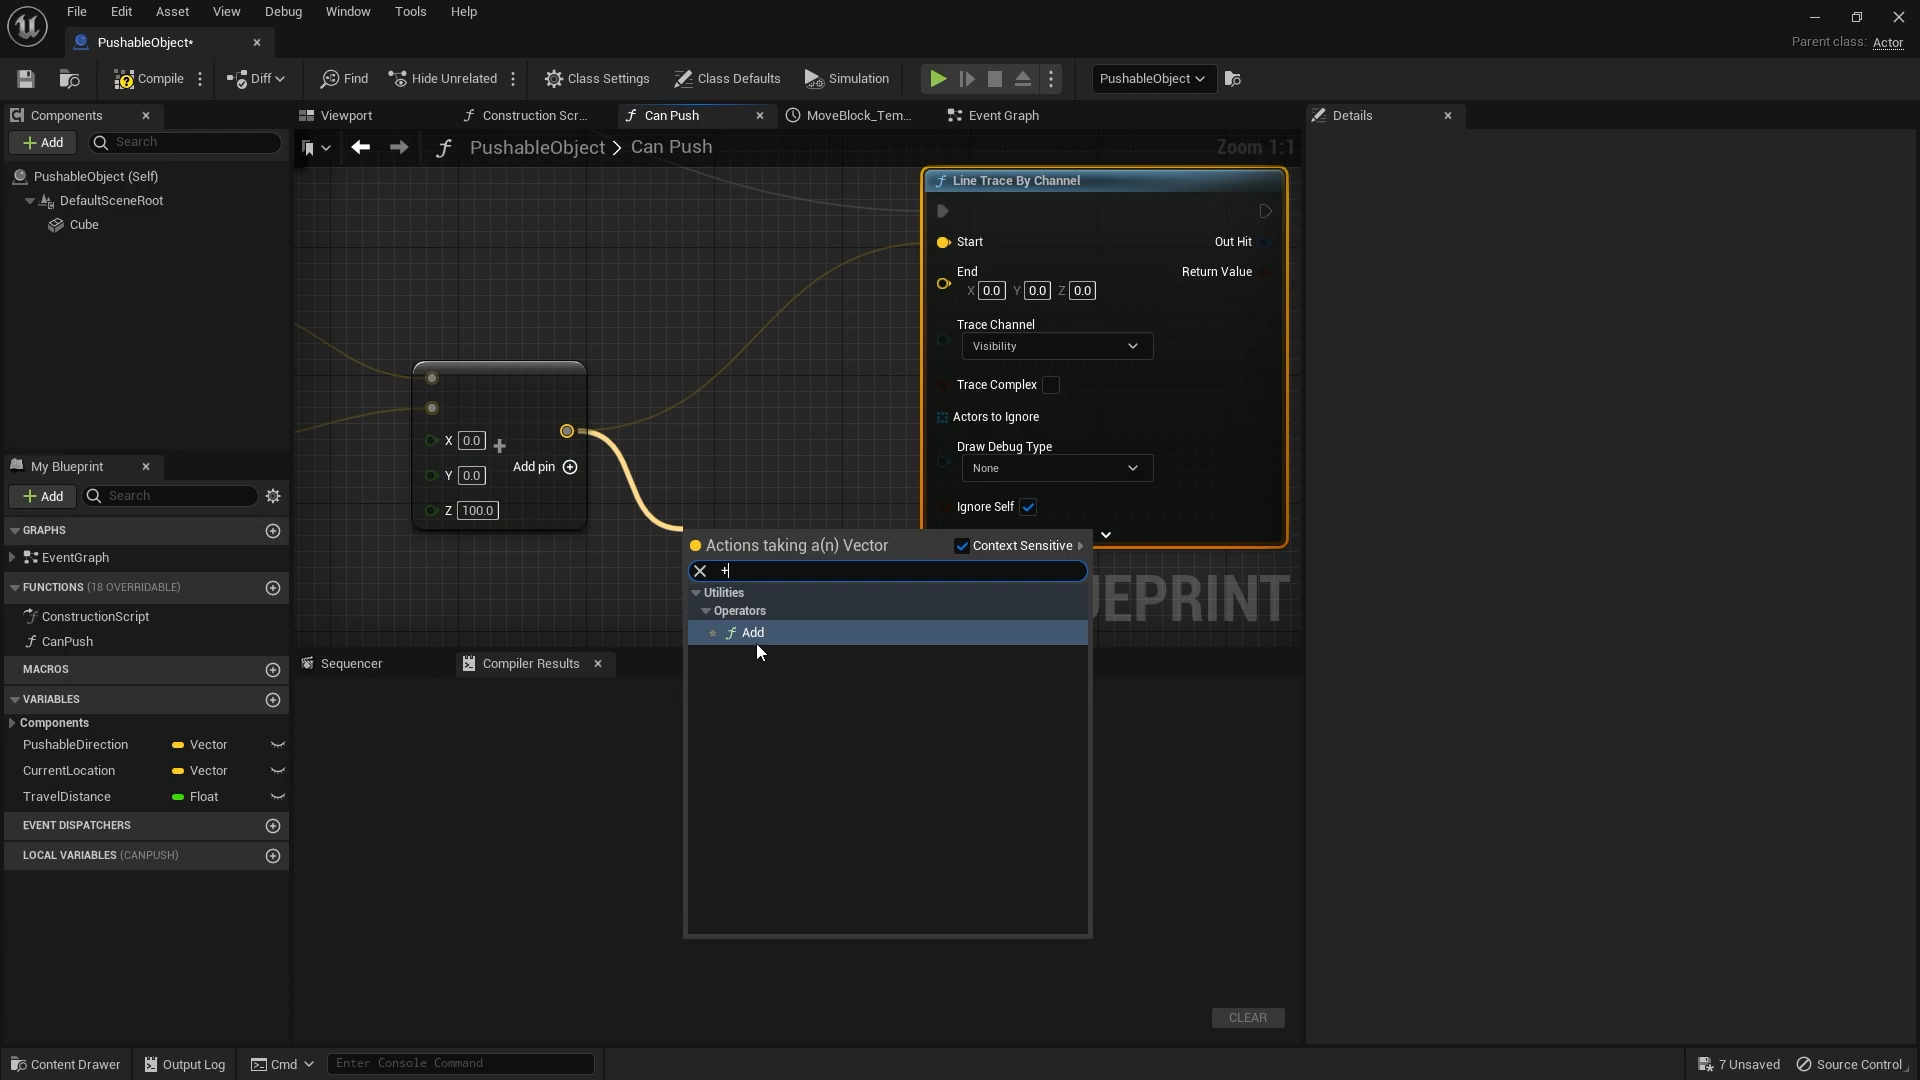 File Edit Asset View Debug Window Tools Help
PushableObject*
Parent class: Actor
Compile Diff Find Hide Unrelated Class Settings Class Defaults Simulation PushableObject
Components
Add Search
PushableObject (Self)
DefaultSceneRoot
Cube
My Blueprint
Add Search
GRAPHS
EventGraph
FUNCTIONS (18 OVERRIDABLE)
ConstructionScript
CanPush
MACROS
VARIABLES
Components
PushableDirection Vector
CurrentLocation Vector
TravelDistance Float
EVENT DISPATCHERS
LOCAL VARIABLES (CANPUSH)
Viewport Construction Scr... Can Push MoveBlock_Tem... Event Graph
PushableObject > Can Push
Zoom 1:1
X 0.0
Y 0.0
Z 100.0
Add pin
Line Trace By Channel
Start Out Hit
End Return Value
X 0.0 Y 0.0 Z 0.0
Trace Channel
Visibility
Trace Complex
Actors to Ignore
Draw Debug Type
None
Ignore Self
Actions taking a(n) Vector Context Sensitive
+
Utilities
Operators
Add
Sequencer Compiler Results
CLEAR
Details
Content Drawer Output Log Cmd Enter Console Command
7 Unsaved Source Control